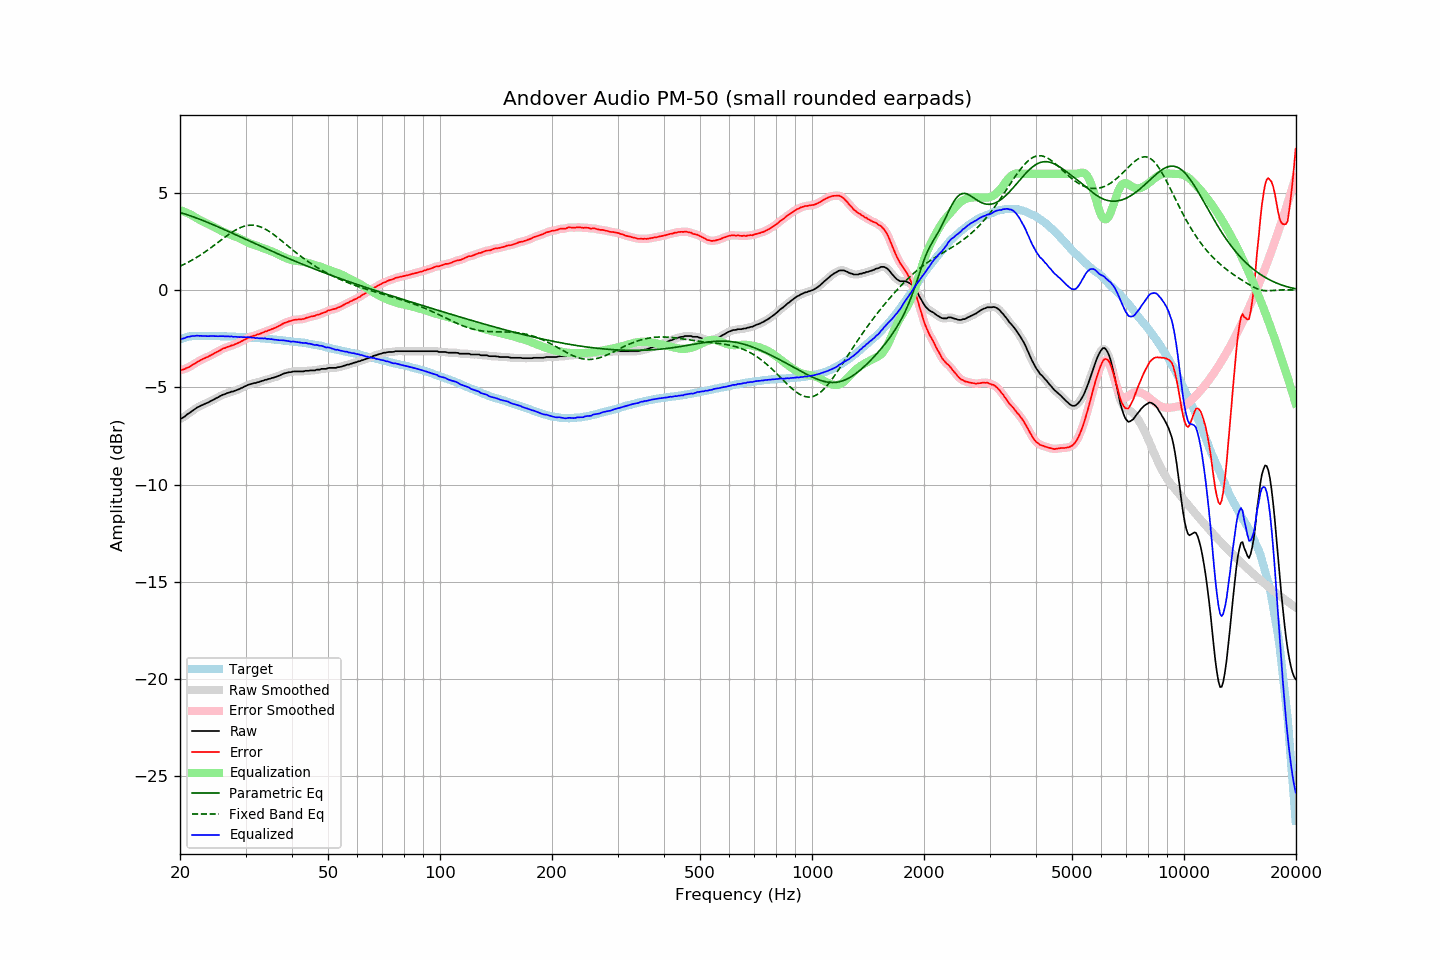 Andover Audio PM-50 (small rounded earpads)
Amplitude (dBr)
5
0
−5
−10
−15
−20
−25
Target
Raw Smoothed
Error Smoothed
Raw
Error
Equalization
Parametric Eq
Fixed Band Eq
Equalized
20
50
100
200
500
1000
2000
5000
10000
20000
Frequency (Hz)